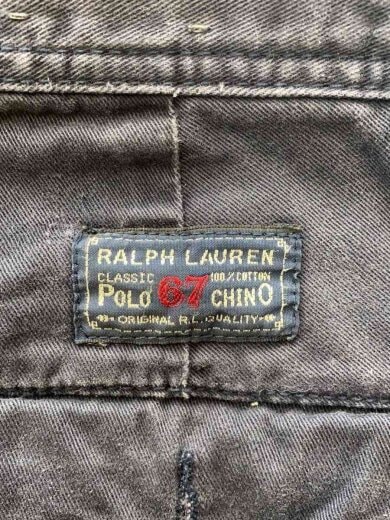 RALPH LAUREN
CLASSIC 100% COTTON
POLO 67 CHINO
ORIGINAL R.L. QUALITY